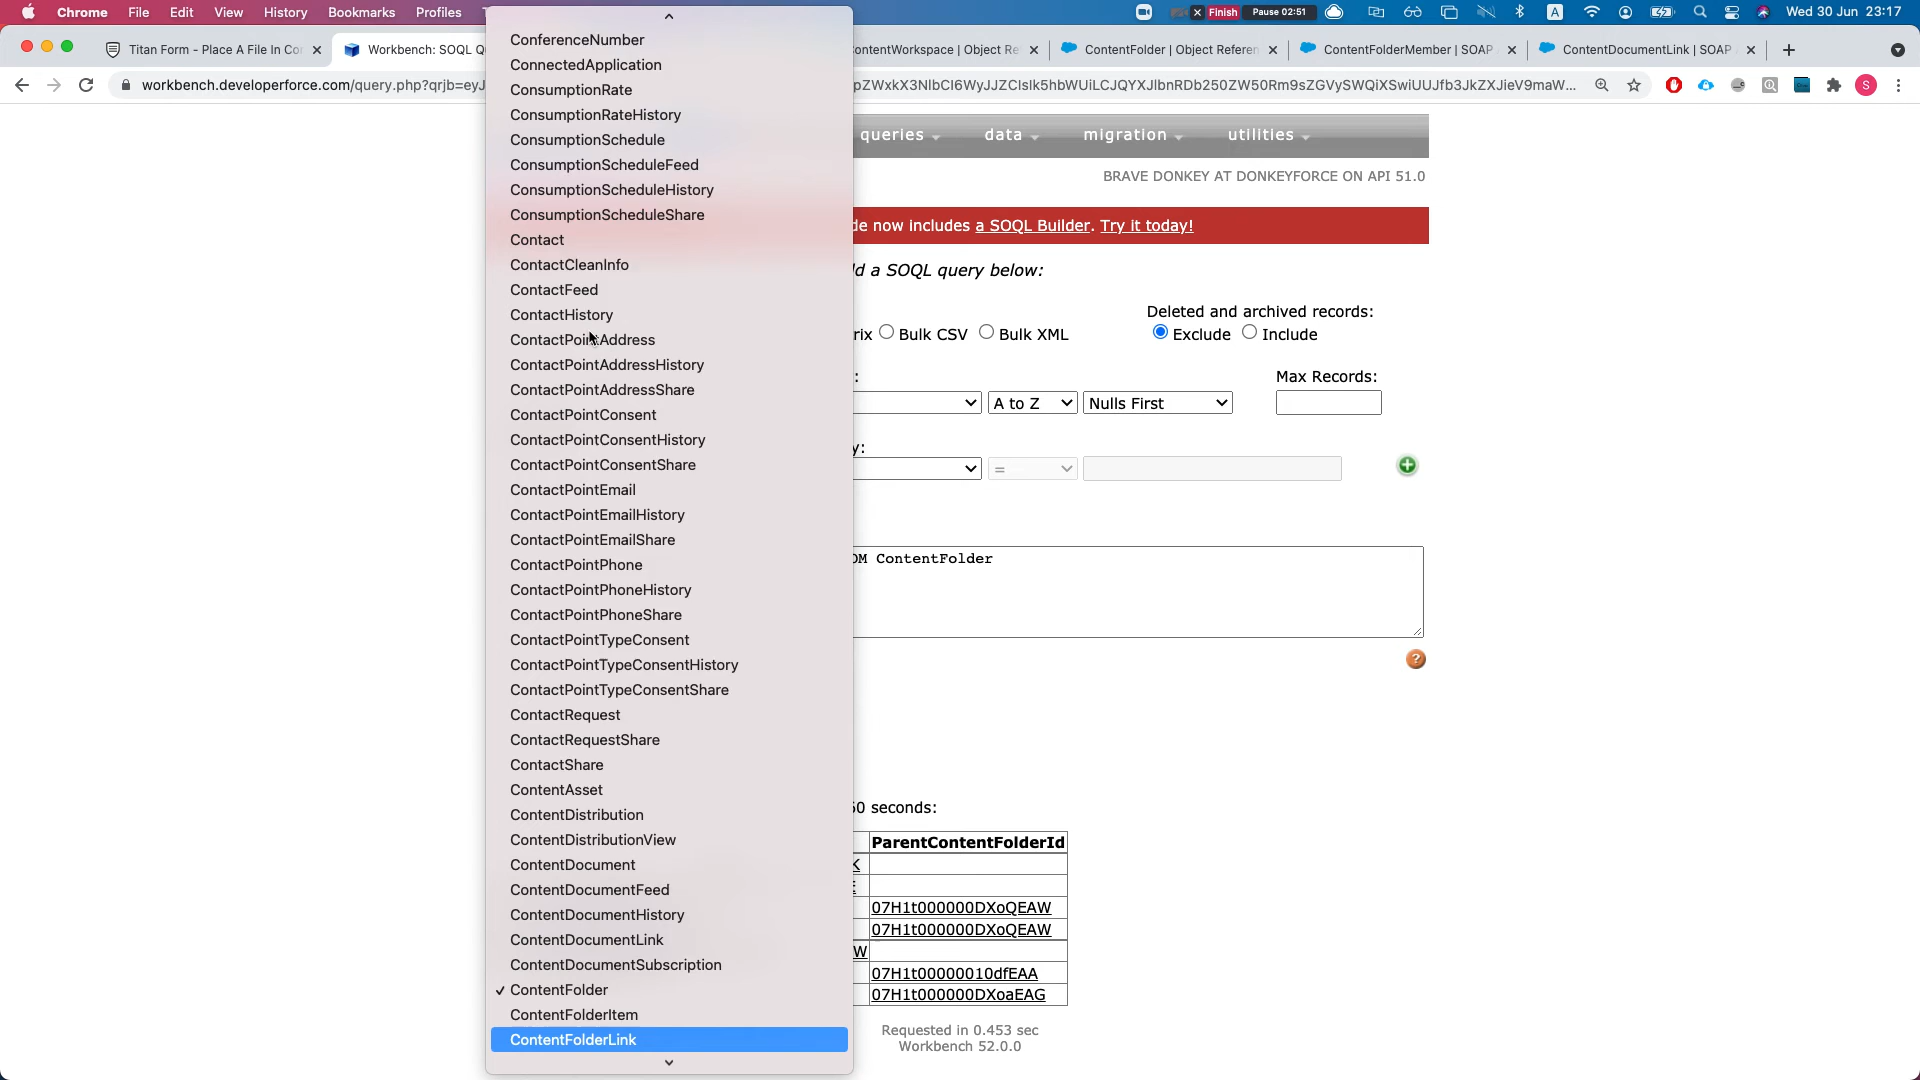 Chrome File Edit View History Bookmarks Profiles
Finish Pause 02:51
A
Wed 30 Jun 23:17
Titan Form - Place A File In Co
Workbench: SOQL Q
ontentWorkspace | Object Re
ContentFolder | Object Referen
ContentFolderMember | SOAP
ContentDocumentLink | SOAP
workbench.developerforce.com/query.php?qrjb=eyJ
S
queries data migration utilities
BRAVE DONKEY AT DONKEYFORCE ON API 51.0
de now includes a SOQL Builder. Try it today!
ld a SOQL query below:
Deleted and archived records:
rix Bulk CSV Bulk XML
Exclude Include
Max Records:
A to Z Nulls First
y:
=
OM ContentFolder
?
ConferenceNumber
ConnectedApplication
ConsumptionRate
ConsumptionRateHistory
ConsumptionSchedule
ConsumptionScheduleFeed
ConsumptionScheduleHistory
ConsumptionScheduleShare
Contact
ContactCleanInfo
ContactFeed
ContactHistory
ContactPointAddress
ContactPointAddressHistory
ContactPointAddressShare
ContactPointConsent
ContactPointConsentHistory
ContactPointConsentShare
ContactPointEmail
ContactPointEmailHistory
ContactPointEmailShare
ContactPointPhone
ContactPointPhoneHistory
ContactPointPhoneShare
ContactPointTypeConsent
ContactPointTypeConsentHistory
ContactPointTypeConsentShare
ContactRequest
ContactRequestShare
ContactShare
ContentAsset
ContentDistribution
ContentDistributionView
ContentDocument
ContentDocumentFeed
ContentDocumentHistory
ContentDocumentLink
ContentDocumentSubscription
✓ ContentFolder
ContentFolderItem
ContentFolderLink
60 seconds:
ParentContentFolderId
K
E
07H1t000000DXoQEAW
07H1t000000DXoQEAW
W
07H1t00000010dfEAA
07H1t000000DXoaEAG
Requested in 0.453 sec
Workbench 52.0.0